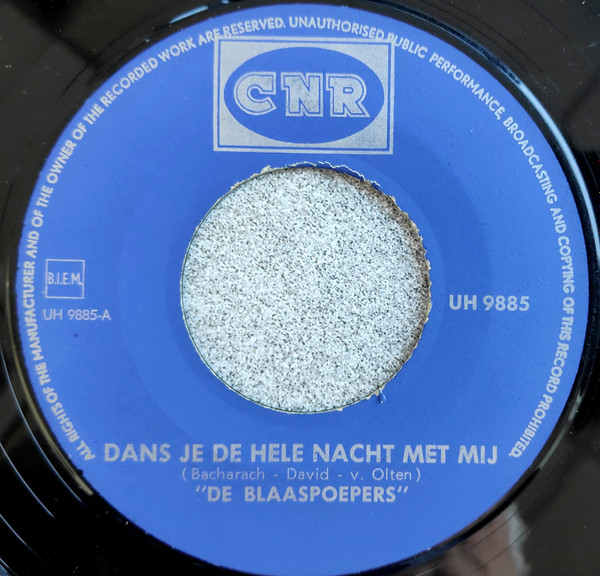 ALL RIGHTS OF THE MANUFACTURER AND OF THE OWNER OF THE RECORDED WORK ARE RESERVED. UNAUTHORISED PUBLIC PERFORMANCE, BROADCASTING AND COPYING OF THIS RECORD PROHIBITED.
CNR
B.I.E.M.
UH 9885-A
UH 9885
DANS JE DE HELE NACHT MET MIJ
(Bacharach - David - v. Olten)
"DE BLAASPOEPERS"